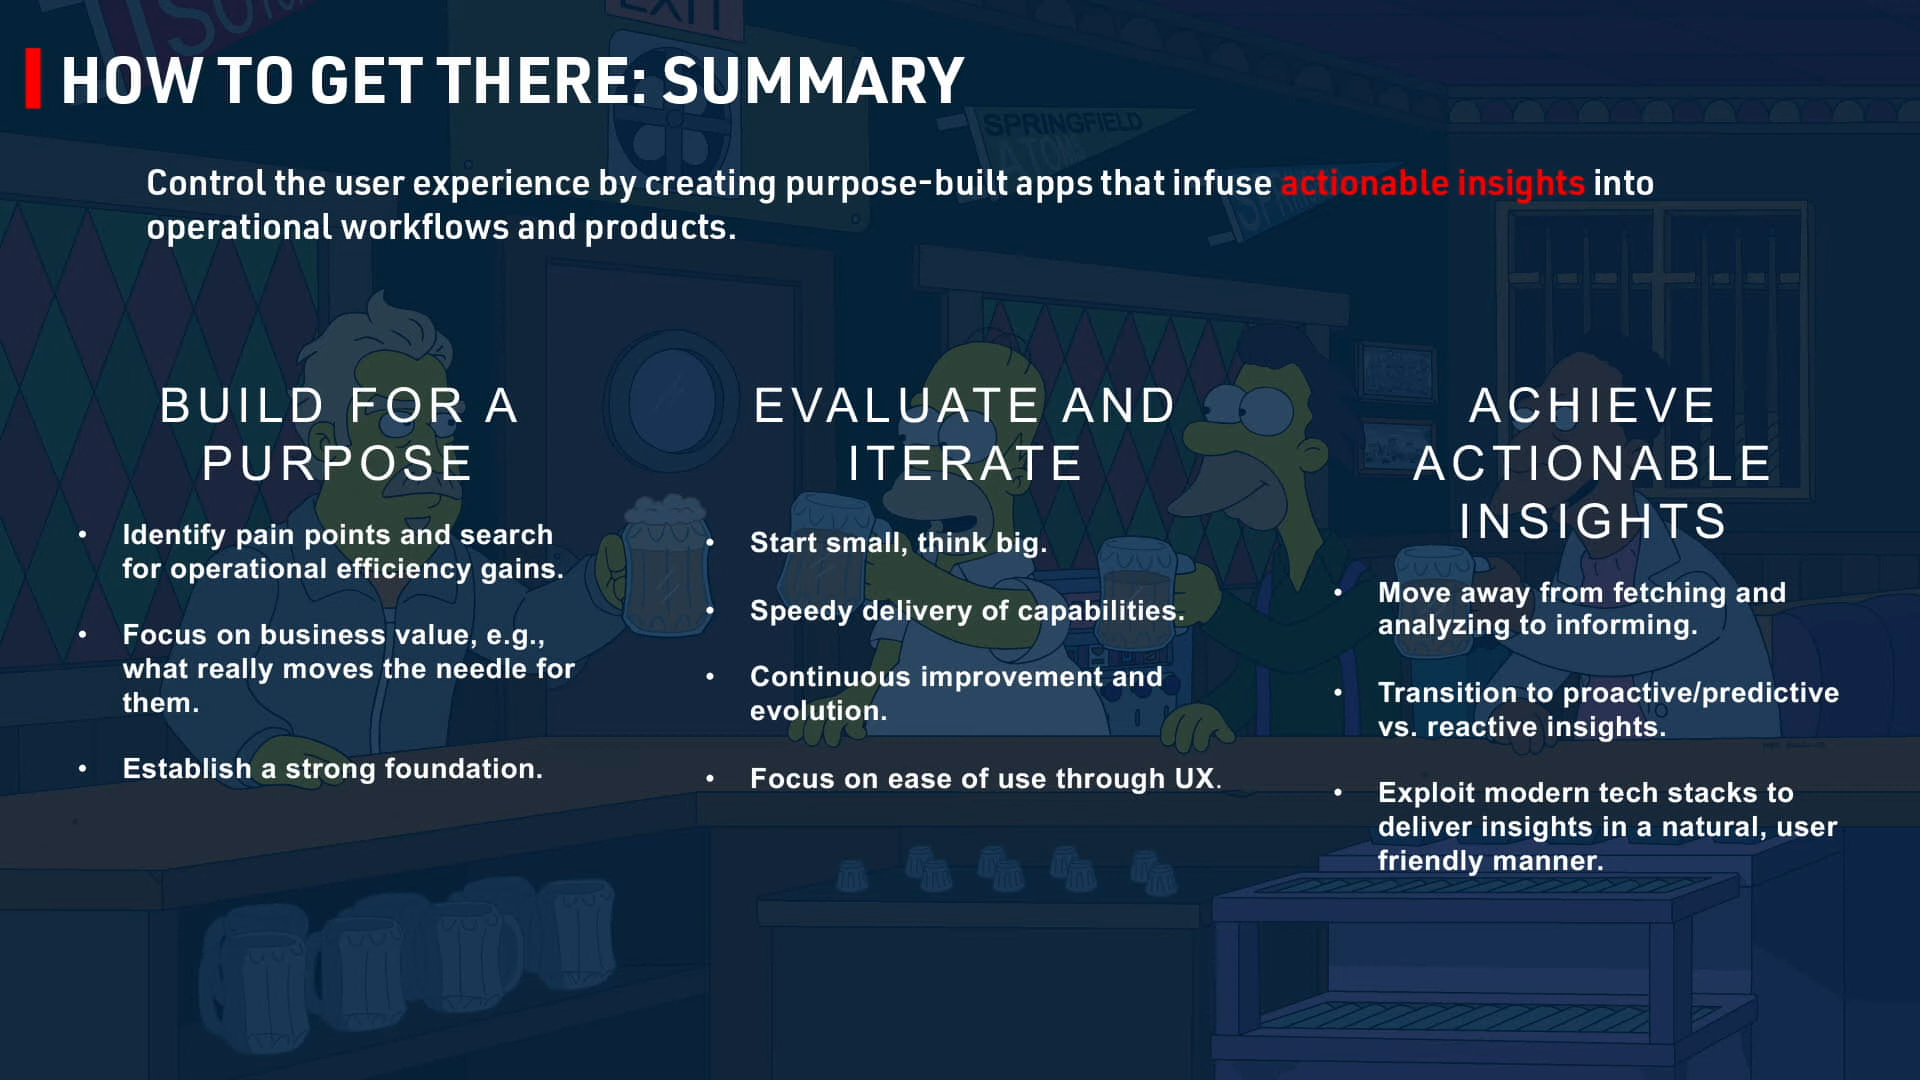 EXIT
HOW TO GET THERE: SUMMARY
SPRINGFIELD
ATOM
Control the user experience by creating purpose-built apps that infuse actionable insights into
operational workflows and products.
BUILD FOR A
PURPOSE
• Identify pain points and search
for operational efficiency gains.
• Focus on business value, e.g.,
what really moves the needle for
them.
• Establish a strong foundation.
EVALUATE AND
ITERATE
• Start small, think big.
• Speedy delivery of capabilities.
• Continuous improvement and
evolution.
• Focus on ease of use through UX.
ACHIEVE
ACTIONABLE
INSIGHTS
• Move away from fetching and
analyzing to informing.
• Transition to proactive/predictive
vs. reactive insights.
• Exploit modern tech stacks to
deliver insights in a natural, user
friendly manner.